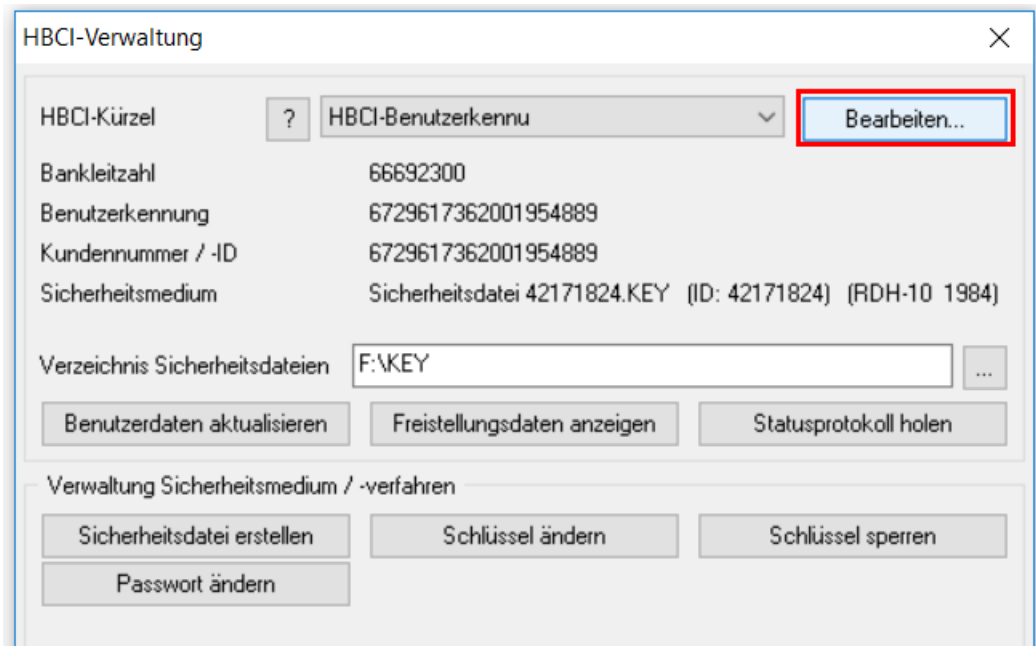 HBCI-Verwaltung
HBCI-Kürzel ? HBCI-Benutzerkennu Bearbeiten...
Bankleitzahl 66692300
Benutzerkennung 6729617362001954889
Kundennummer / -ID 6729617362001954889
Sicherheitsmedium Sicherheitsdatei 42171824.KEY (ID: 42171824) (RDH-10 1984)
Verzeichnis Sicherheitsdateien F:\KEY ...
Benutzerdaten aktualisieren Freistellungsdaten anzeigen Statusprotokoll holen
Verwaltung Sicherheitsmedium / -verfahren
Sicherheitsdatei erstellen Schlüssel ändern Schlüssel sperren
Passwort ändern